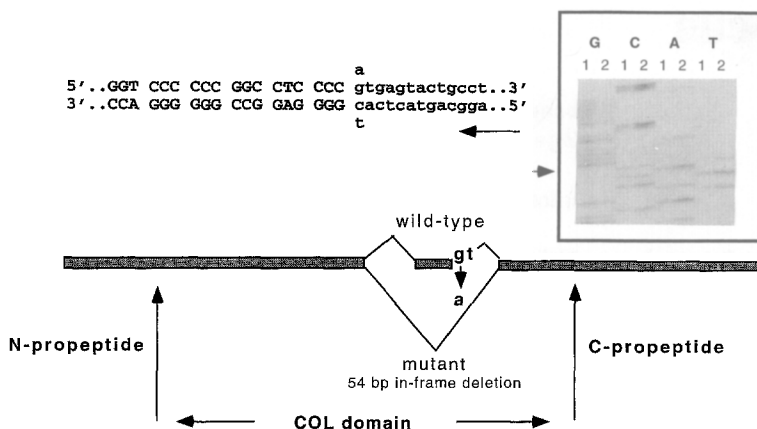 G C A T
1 2 1 2 1 2 1 2
a
5'..GGT CCC CCC GGC CTC CCC gtgagtactgcct..3'
3'..CCA GGG GGG CCG GAG GGG cactcatgacgga..5'
t
wild-type
gt
a
N-propeptide
C-propeptide
mutant
54 bp in-frame deletion
COL domain